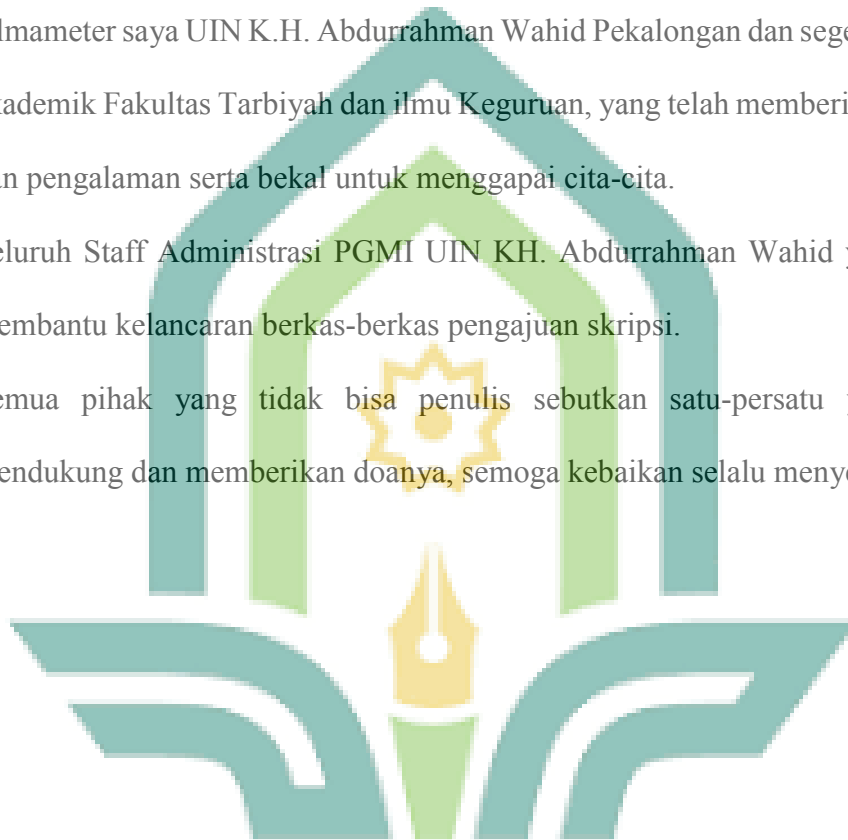 lmameter saya UIN K.H. Abdurrahman Wahid Pekalongan dan sege
kademik Fakultas Tarbiyah dan ilmu Keguruan, yang telah memberi
an pengalaman serta bekal untuk menggapai cita-cita.
eluruh Staff Administrasi PGMI UIN KH. Abdurrahman Wahid y
embantu kelancaran berkas-berkas pengajuan skripsi.
emua pihak yang tidak bisa penulis sebutkan satu-persatu y
endukung dan memberikan doanya, semoga kebaikan selalu menye